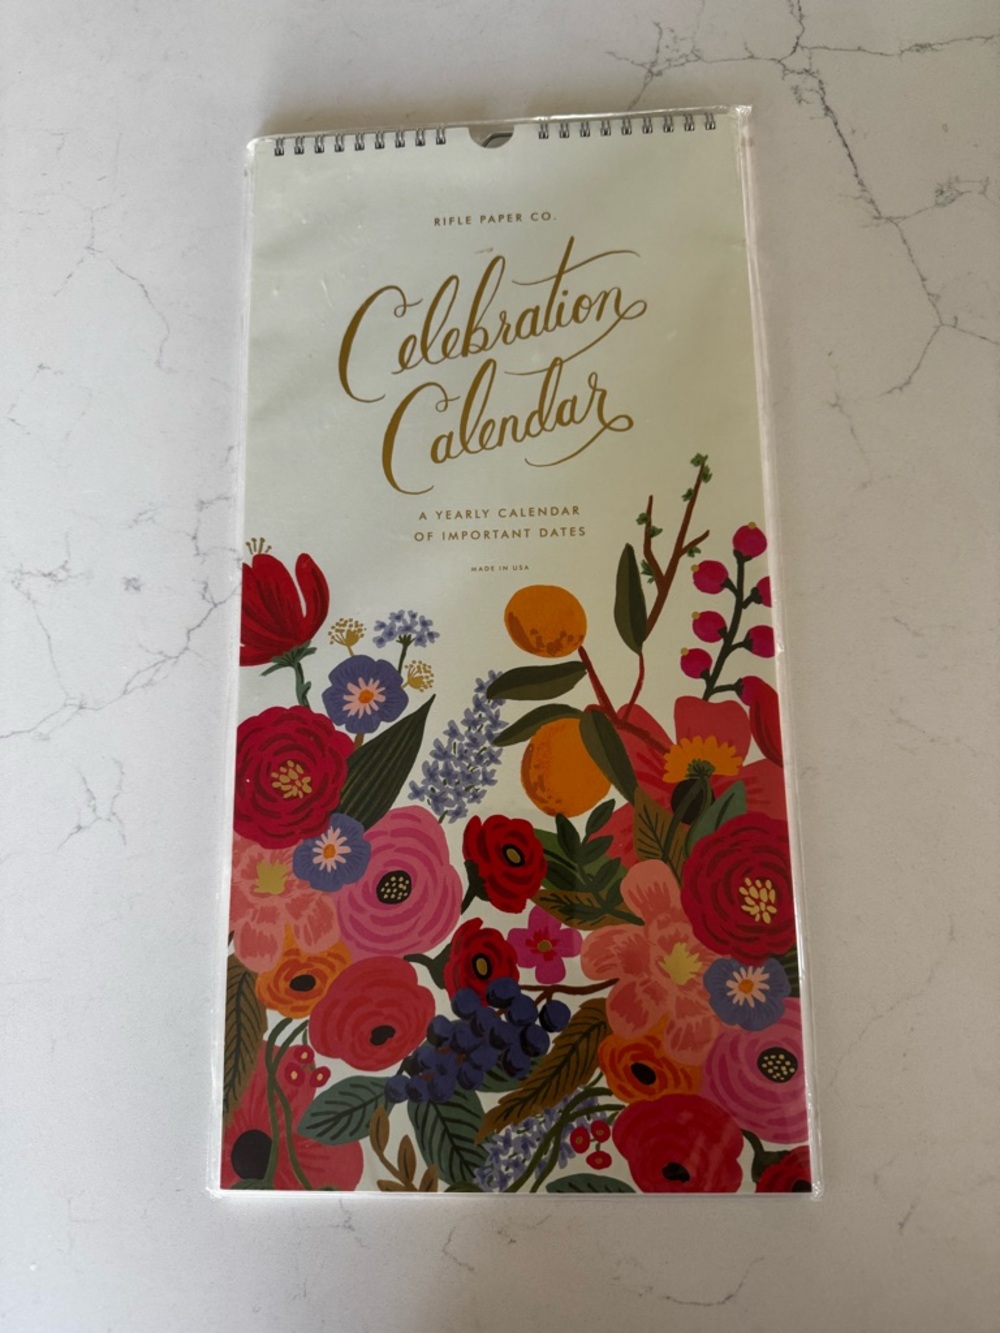 RIFLE PAPER CO.
Celebration
Calendar
A YEARLY CALENDAR
OF IMPORTANT DATES
MADE IN USA